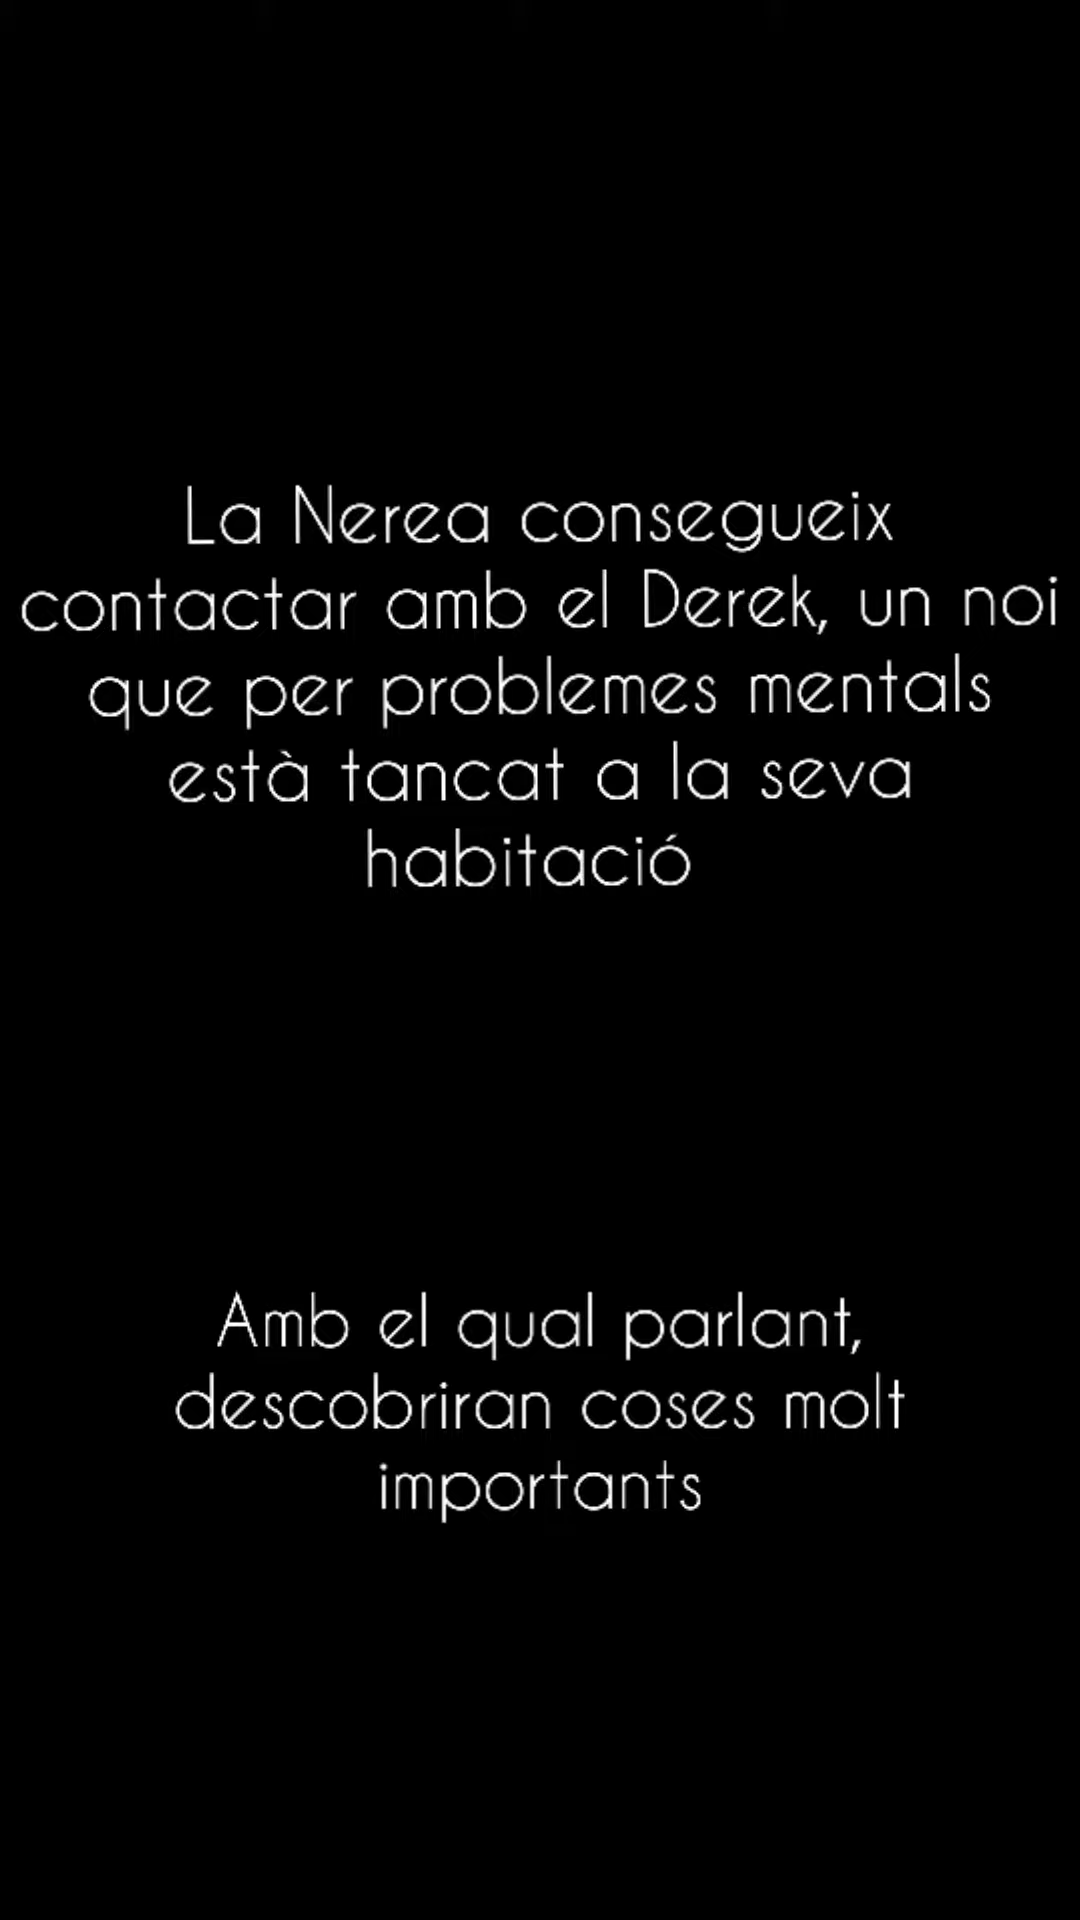 La Nerea consegueix
contactar amb el Derek, un noi
que per problemes mentals
està tancat a la seva
habitació
Amb el qual parlant,
descobriran coses molt
importants